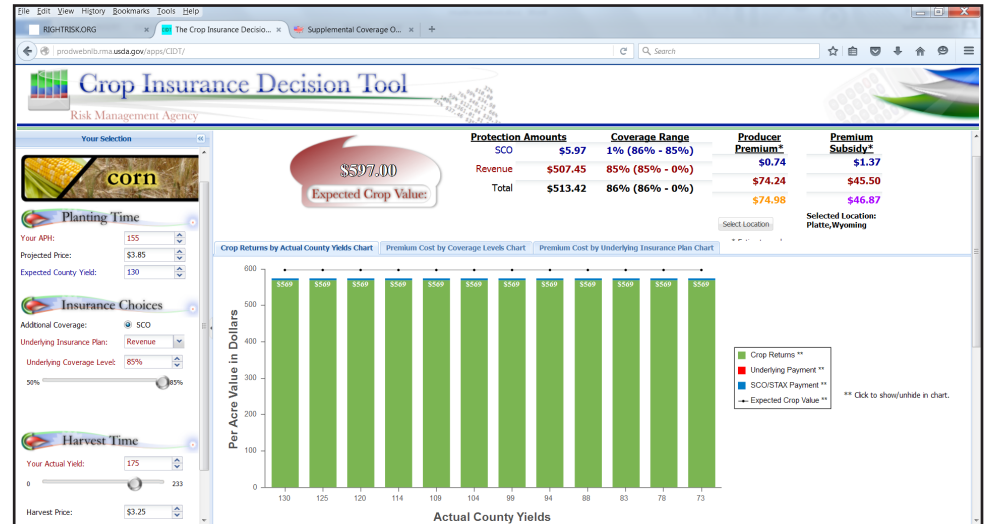 File Edit View History Bookmarks Tools Help
RIGHTRISK.ORG × The Crop Insurance Decisio... × Supplemental Coverage O... × +
prodwebnlb.rma.usda.gov/apps/CIDT/ Search
Crop Insurance Decision Tool
Risk Management Agency
Your Selection
corn
Planting Time
Your APH: 155
Projected Price: $3.85
Expected County Yield: 130
Insurance Choices
Additional Coverage: SCO
Underlying Insurance Plan: Revenue
Underlying Coverage Level: 85%
50% 85%
Harvest Time
Your Actual Yield: 175
0 233
Harvest Price: $3.25
$597.00
Expected Crop Value:
Protection Amounts Coverage Range Producer Premium* Premium Subsidy*
SCO $5.97 1% (86% - 85%) $0.74 $1.37
Revenue $507.45 85% (85% - 0%) $74.24 $45.50
Total $513.42 86% (86% - 0%) $74.98 $46.87
Select Location
Selected Location:
Platte,Wyoming
Crop Returns by Actual County Yields Chart Premium Cost by Coverage Levels Chart Premium Cost by Underlying Insurance Plan Chart
Per Acre Value in Dollars
600
500
400
300
200
100
0
$569 $569 $569 $569 $569 $569 $569 $569 $569 $569 $569 $569
130 125 120 114 109 104 99 94 88 83 78 73
Actual County Yields
Crop Returns **
Underlying Payment **
SCO/STAX Payment **
Expected Crop Value **
** Click to show/unhide in chart.